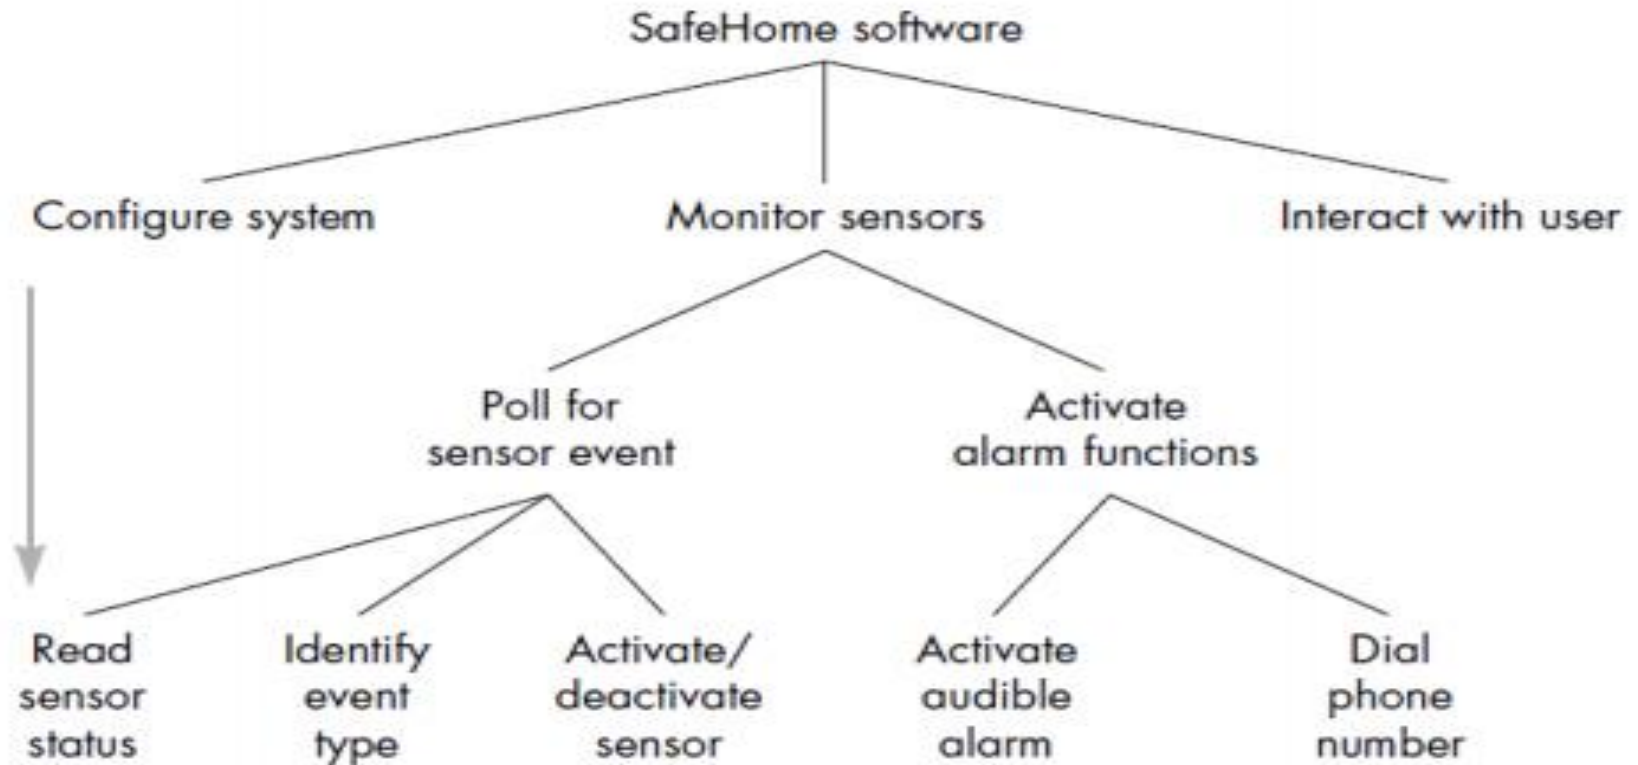 SafeHome software
Configure system
Monitor sensors
Interact with user
Poll for
sensor event
Activate
alarm functions
Read
sensor
status
Identify
event
type
Activate/
deactivate
sensor
Activate
audible
alarm
Dial
phone
number